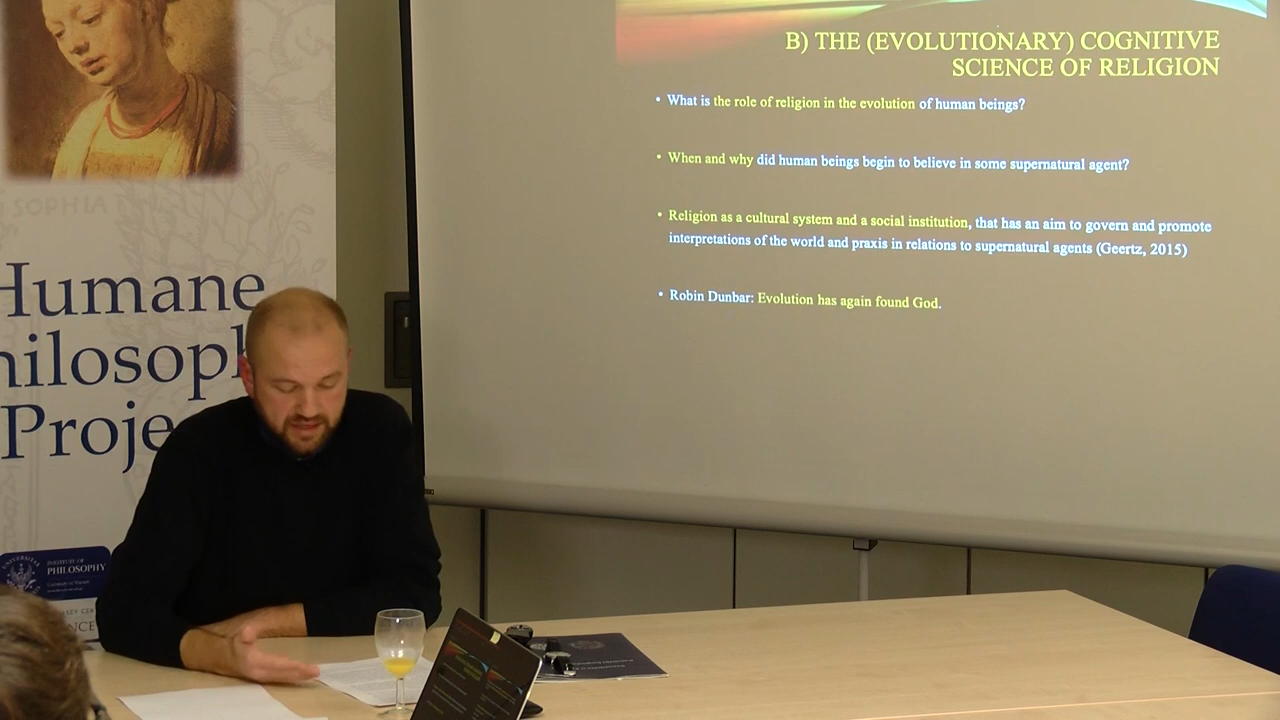 SOPHIA
Humane
hilosoph
Proje
INSTITUTE OF
PHILOSOPHY
B) THE (EVOLUTIONARY) COGNITIVE
SCIENCE OF RELIGION
• What is the role of religion in the evolution of human beings?
• When and why did human beings begin to believe in some supernatural agent?
• Religion as a cultural system and a social institution, that has an aim to govern and promote
interpretations of the world and praxis in relations to supernatural agents (Geertz, 2015)
• Robin Dunbar: Evolution has again found God.